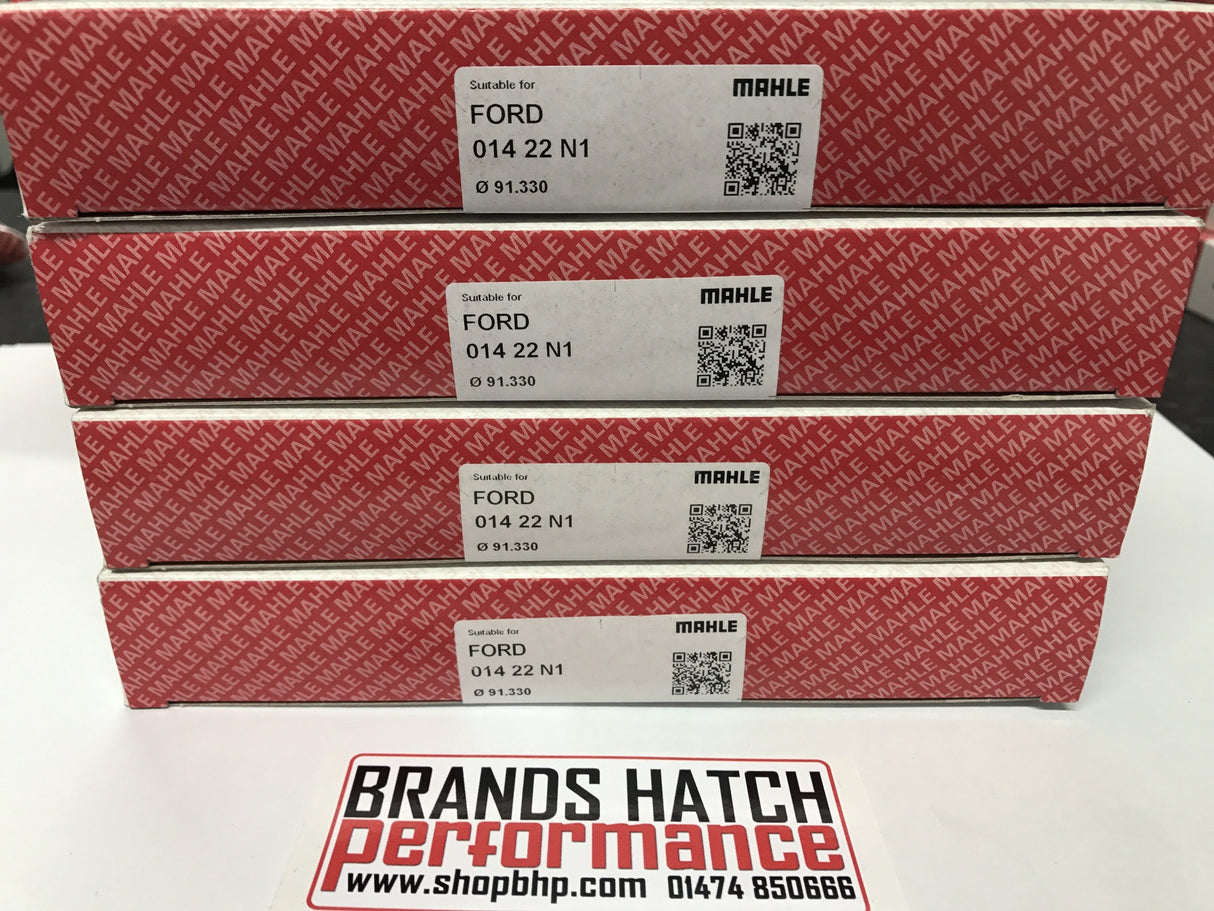 Suitable for
MAHLE
FORD
014 22 N1
Ø 91.330
Suitable for
MAHLE
FORD
014 22 N1
Ø 91.330
Suitable for
MAHLE
FORD
014 22 N1
Ø 91.330
Suitable for
MAHLE
FORD
014 22 N1
Ø 91.330
BRANDS HATCH
performance
www.shopbhp.com 01474 850666